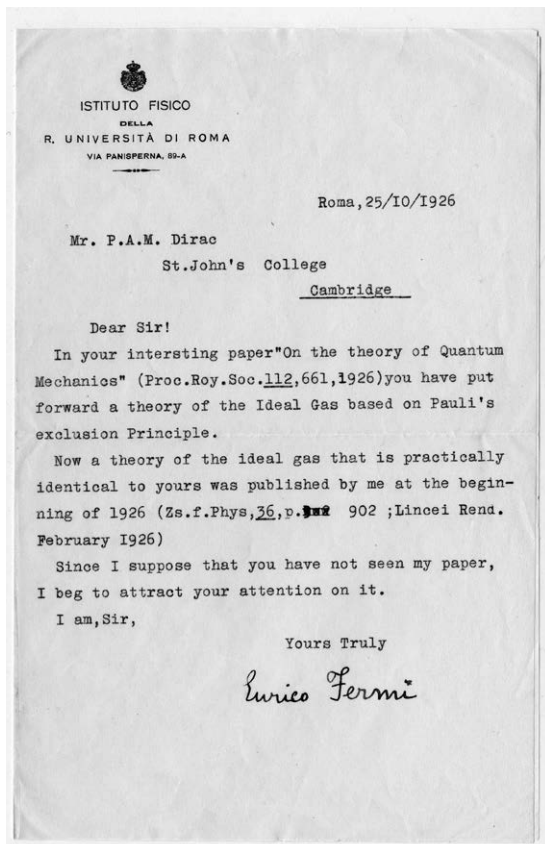 ISTITUTO FISICO
DELLA
R. UNIVERSITÀ DI ROMA
VIA PANISPERNA, 89-A
Roma,25/IO/I926
Mr. P.A.M. Dirac
St.John's College
Cambridge
Dear Sir!
In your intersting paper"On the theory of Quantum
Mechanics" (Proc.Roy.Soc.112,661,1926)you have put
forward a theory of the Ideal Gas based on Pauli's
exclusion Principle.
Now a theory of the ideal gas that is practically
identical to yours was published by me at the begin-
ning of 1926 (Zs.f.Phys,36,p. 902 ;Lincei Rend.
February I926)
Since I suppose that you have not seen my paper,
I beg to attract your attention on it.
I am,Sir,
Yours Truly
Enrico Fermi